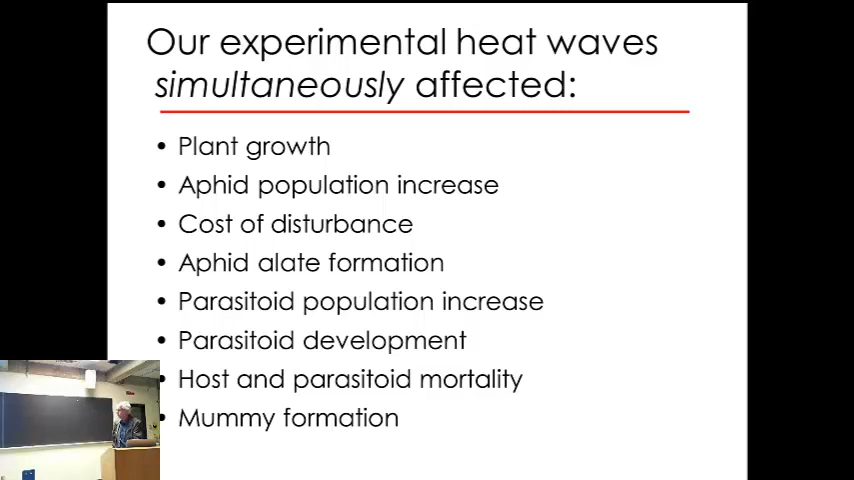 Our experimental heat waves
simultaneously affected:
• Plant growth
• Aphid population increase
• Cost of disturbance
• Aphid alate formation
• Parasitoid population increase
• Parasitoid development
• Host and parasitoid mortality
• Mummy formation